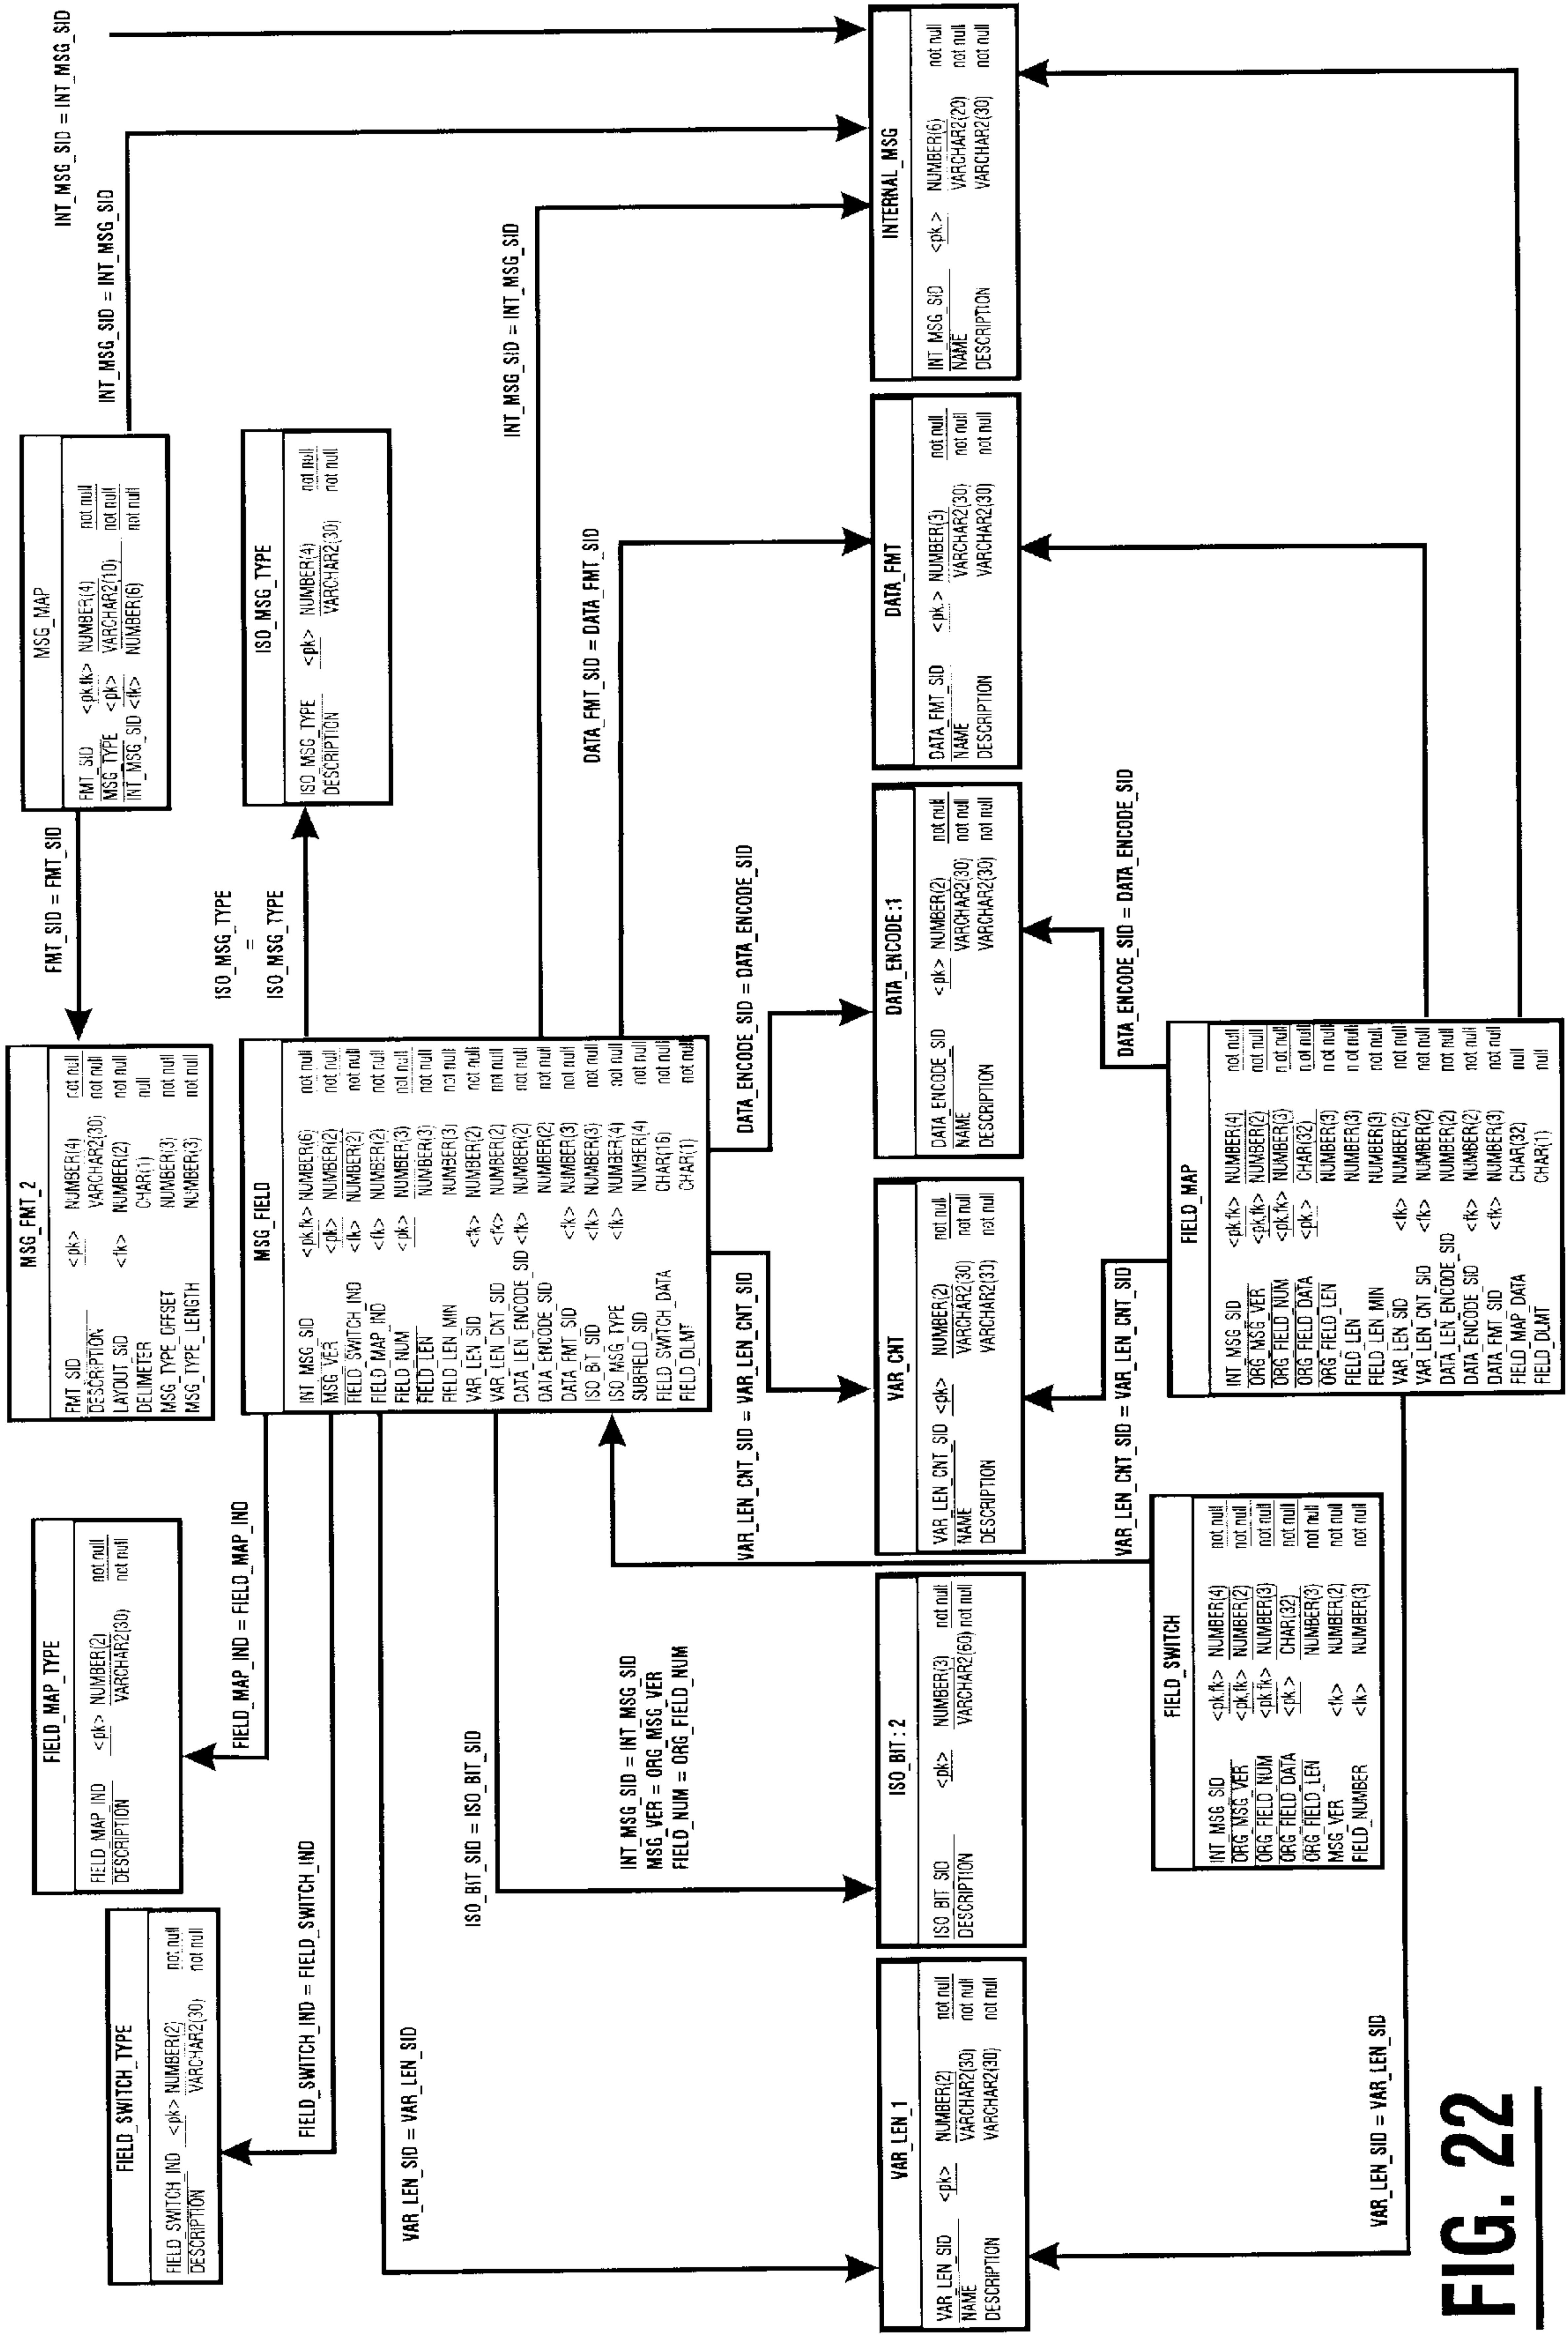 FIELD_SWITCH_TYPE
FIELD_SWITCH_IND <pk> NUMBER(2) not null
DESCRIPTION VARCHAR2(30) not null
FIELD_MAP_TYPE
FIELD_MAP_IND <pk> NUMBER(2) not null
DESCRIPTION VARCHAR2(30) not null
MSG_FMT_2
FMT_SID <pk> NUMBER(4) not null
DESCRIPTION VARCHAR2(30) not null
LAYOUT_SID <fk> NUMBER(2) not null
DELIMETER CHAR(1) null
MSG_TYPE_OFFSET NUMBER(3) not null
MSG_TYPE_LENGTH NUMBER(3) not null
FMT_SID = FMT_SID
MSG_MAP
FMT_SID <pk.fk> NUMBER(4) not null
MSG_TYPE <pk> VARCHAR2(10) not null
INT_MSG_SID <fk> NUMBER(6) not null
INT_MSG_SID = INT_MSG_SID
INT_MSG_SID = INT_MSG_SID
FIELD_SWITCH_IND = FIELD_SWITCH_IND
FIELD_MAP_IND = FIELD_MAP_IND
MSG_FIELD
INT_MSG_SID <pk.fk> NUMBER(6) not null
MSG_VER <pk> NUMBER(2) not null
FIELD_SWITCH_IND <fk> NUMBER(2) not null
FIELD_MAP_IND <fk> NUMBER(2) not null
FIELD_NUM <pk> NUMBER(3) not null
FIELD_LEN NUMBER(3) not null
FIELD_LEN_MIN NUMBER(3) not null
VAR_LEN_SID <fk> NUMBER(2) not null
VAR_LEN_CNT_SID <fk> NUMBER(2) not null
DATA_LEN_ENCODE_SID <fk> NUMBER(2) not null
DATA_ENCODE_SID NUMBER(2) not null
DATA_FMT_SID <fk> NUMBER(3) not null
ISO_BIT_SID <fk> NUMBER(3) not null
ISO_MSG_TYPE <fk> NUMBER(4) not null
SUBFIELD_SID NUMBER(4) not null
FIELD_SWITCH_DATA CHAR(16) not null
FIELD_DLMT CHAR(1) not null
ISO_MSG_TYPE
=
ISO_MSG_TYPE
ISO_MSG_TYPE
ISO_MSG_TYPE <pk> NUMBER(4) not null
DESCRIPTION VARCHAR2(30) not null
VAR_LEN_SID = VAR_LEN_SID
ISO_BIT_SID = ISO_BIT_SID
INT_MSG_SID = INT_MSG_SID
DATA_FMT_SID = DATA_FMT_SID
INT_MSG_SID = INT_MSG_SID
MSG_VER = ORG_MSG_VER
FIELD_NUM = ORG_FIELD_NUM
VAR_LEN_CNT_SID = VAR_LEN_CNT_SID
DATA_ENCODE_SID = DATA_ENCODE_SID
VAR_LEN_1
VAR_LEN_SID <pk> NUMBER(2) not null
NAME VARCHAR2(30) not null
DESCRIPTION VARCHAR2(30) not null
ISO_BIT: 2
ISO_BIT_SID <pk> NUMBER(3) not null
DESCRIPTION VARCHAR2(60) not null
VAR_CNT
VAR_LEN_CNT_SID <pk> NUMBER(2) not null
NAME VARCHAR2(30) not null
DESCRIPTION VARCHAR2(30) not null
DATA_ENCODE:1
DATA_ENCODE_SID <pk> NUMBER(2) not null
NAME VARCHAR2(30) not null
DESCRIPTION VARCHAR2(30) not null
DATA_FMT
DATA_FMT_SID <pk.> NUMBER(3) not null
NAME VARCHAR2(30) not null
DESCRIPTION VARCHAR2(30) not null
INTERNAL_MSG
INT_MSG_SID <pk.> NUMBER(6) not null
NAME VARCHAR2(20) not null
DESCRIPTION VARCHAR2(30) not null
VAR_LEN_CNT_SID = VAR_LEN_CNT_SID
DATA_ENCODE_SID = DATA_ENCODE_SID
FIELD_SWITCH
INT_MSG_SID <pk.fk> NUMBER(4) not null
ORG_MSG_VER <pk.fk> NUMBER(2) not null
ORG_FIELD_NUM <pk.fk> NUMBER(3) not null
ORG_FIELD_DATA <pk.> CHAR(32) not null
ORG_FIELD_LEN NUMBER(3) not null
MSG_VER <fk> NUMBER(2) not null
FIELD_NUMBER <fk> NUMBER(3) not null
FIELD_MAP
INT_MSG_SID <pk.fk> NUMBER(4) not null
ORG_MSG_VER <pk.fk> NUMBER(2) not null
ORG_FIELD_NUM <pk.fk> NUMBER(3) not null
ORG_FIELD_DATA <pk.> CHAR(32) not null
ORG_FIELD_LEN NUMBER(3) not null
FIELD_LEN NUMBER(3) not null
FIELD_LEN_MIN NUMBER(3) not null
VAR_LEN_SID <fk> NUMBER(2) not null
VAR_LEN_CNT_SID <fk> NUMBER(2) not null
DATA_LEN_ENCODE_SID NUMBER(2) not null
DATA_ENCODE_SID <fk> NUMBER(2) not null
DATA_FMT_SID <fk> NUMBER(3) not null
FIELD_MAP_DATA CHAR(32) null
FIELD_DLMT CHAR(1) null
VAR_LEN_SID = VAR_LEN_SID
FIG. 22